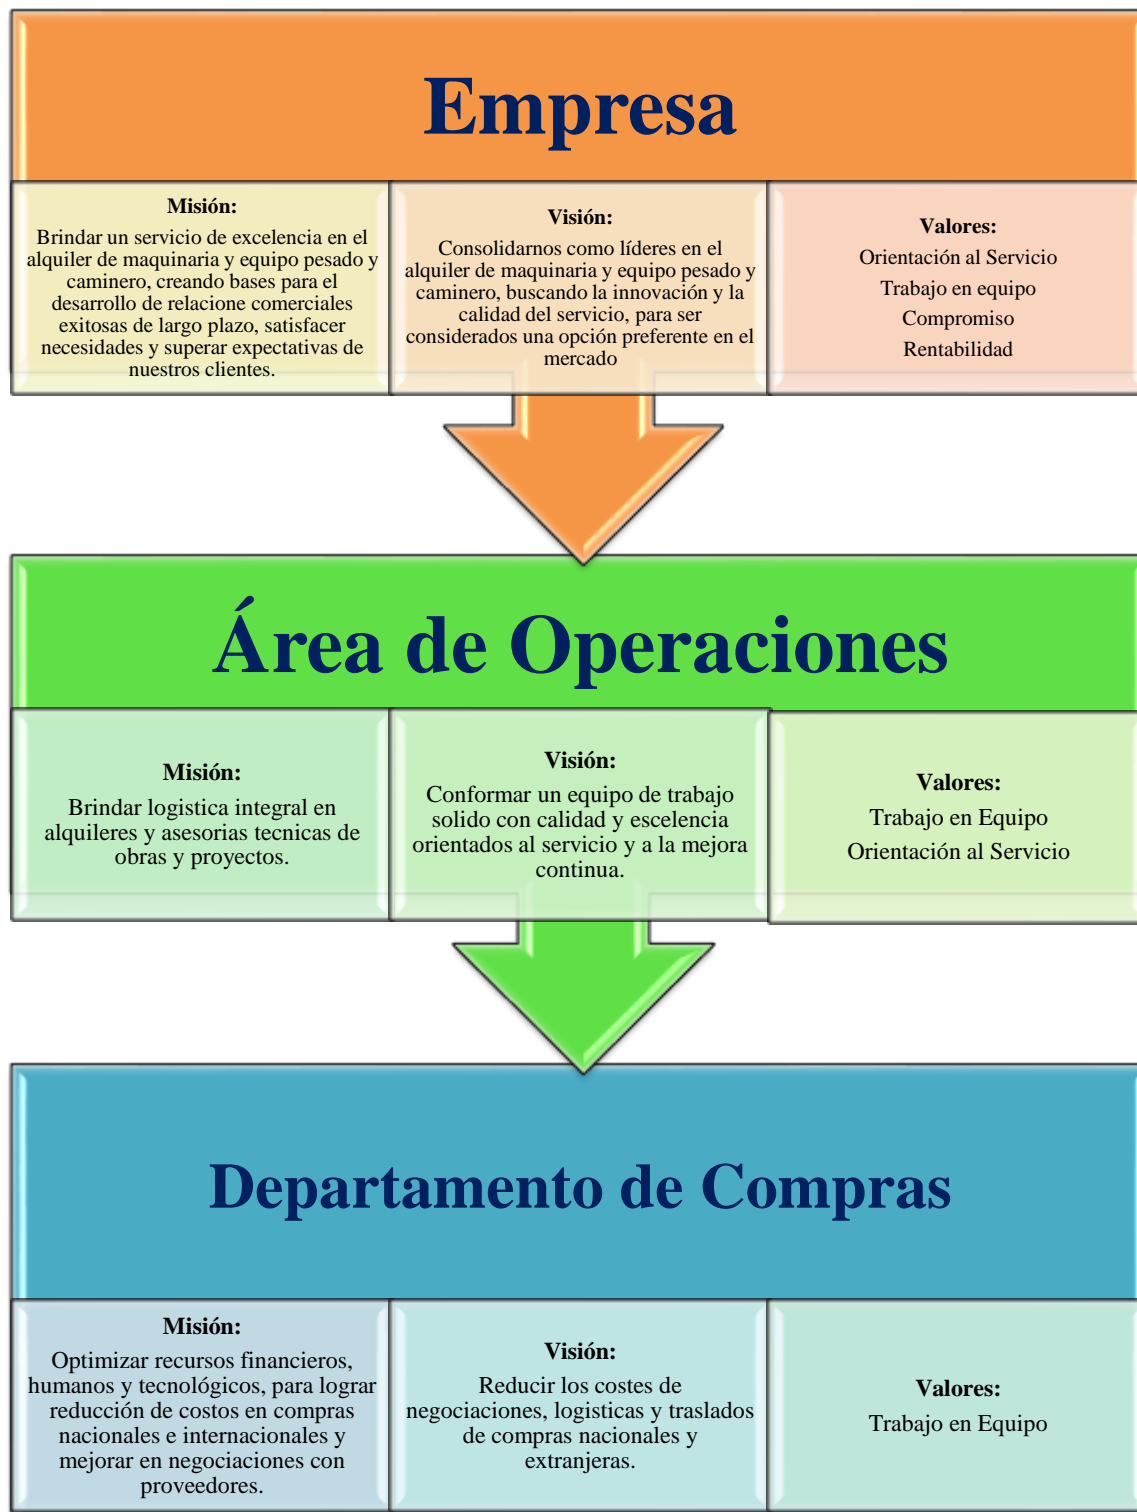 Empresa
Misión:
Brindar un servicio de excelencia en el
alquiler de maquinaria y equipo pesado y
caminero, creando bases para el
desarrollo de relacione comerciales
exitosas de largo plazo, satisfacer
necesidades y superar expectativas de
nuestros clientes.
Visión:
Consolidarnos como líderes en el
alquiler de maquinaria y equipo pesado y
caminero, buscando la innovación y la
calidad del servicio, para ser
considerados una opción preferente en el
mercado
Valores:
Orientación al Servicio
Trabajo en equipo
Compromiso
Rentabilidad
Área de Operaciones
Misión:
Brindar logistica integral en
alquileres y asesorias tecnicas de
obras y proyectos.
Visión:
Conformar un equipo de trabajo
solido con calidad y escelencia
orientados al servicio y a la mejora
continua.
Valores:
Trabajo en Equipo
Orientación al Servicio
Departamento de Compras
Misión:
Optimizar recursos financieros,
humanos y tecnológicos, para lograr
reducción de costos en compras
nacionales e internacionales y
mejorar en negociaciones con
proveedores.
Visión:
Reducir los costes de
negociaciones, logisticas y traslados
de compras nacionales y
extranjeras.
Valores:
Trabajo en Equipo